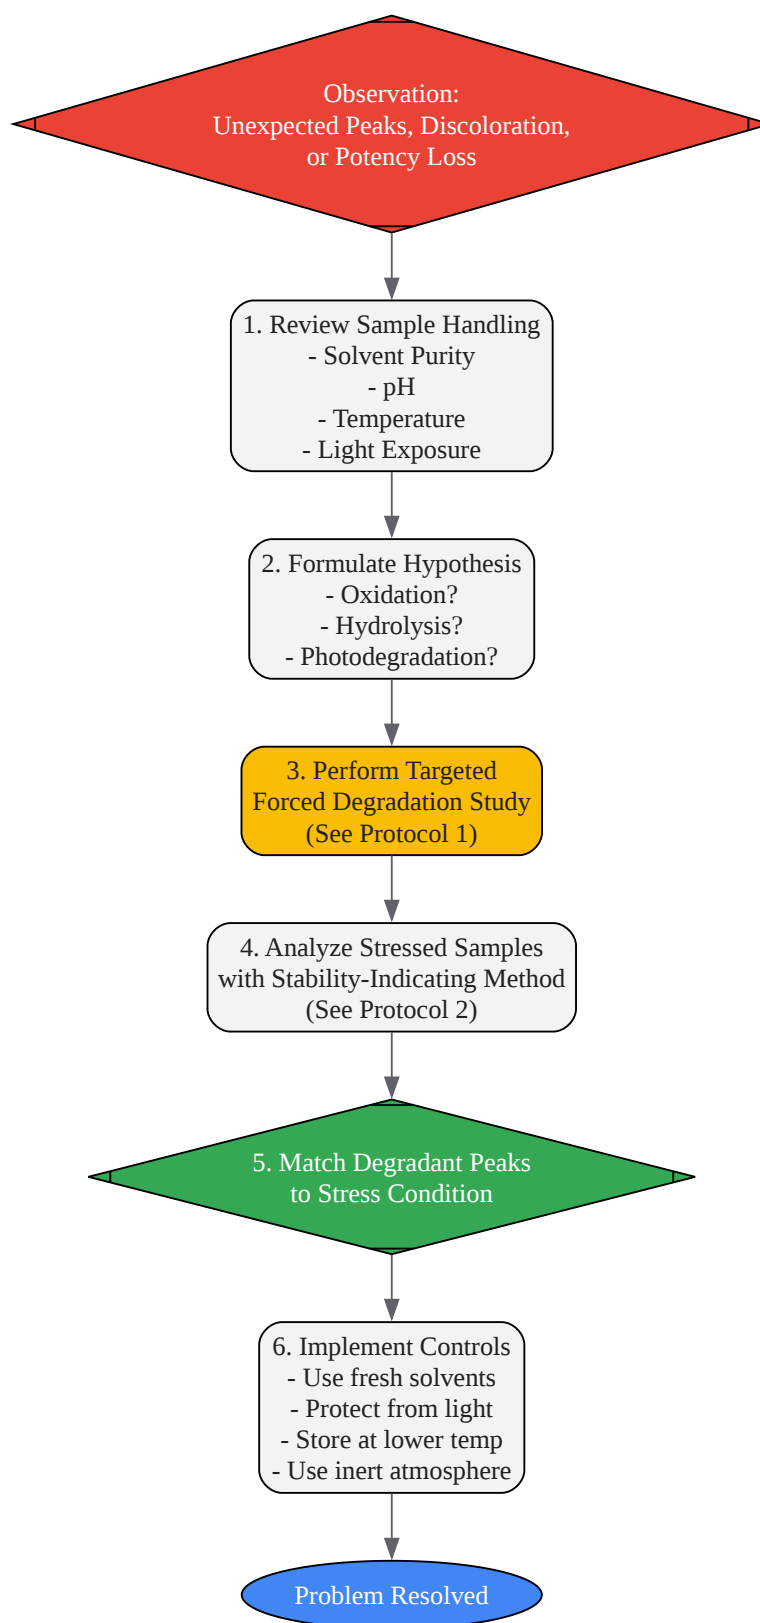 Observation:
Unexpected Peaks, Discoloration,
or Potency Loss
1. Review Sample Handling
- Solvent Purity
- pH
- Temperature
- Light Exposure
2. Formulate Hypothesis
- Oxidation?
- Hydrolysis?
- Photodegradation?
3. Perform Targeted
Forced Degradation Study
(See Protocol 1)
4. Analyze Stressed Samples
with Stability-Indicating Method
(See Protocol 2)
5. Match Degradant Peaks
to Stress Condition
6. Implement Controls
- Use fresh solvents
- Protect from light
- Store at lower temp
- Use inert atmosphere
Problem Resolved